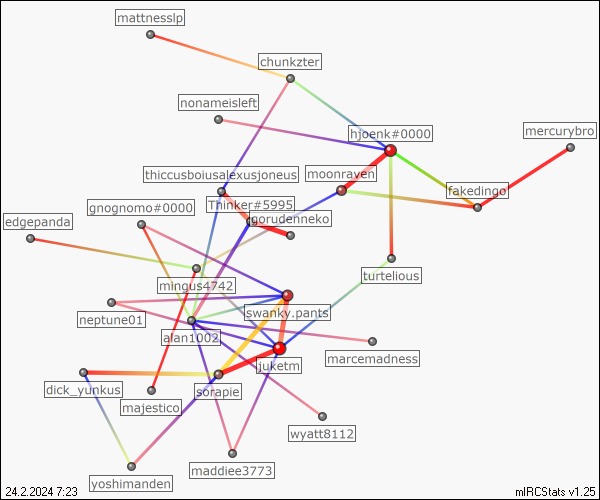 mattnesslp
chunkzter
nonameisleft
mercurybro
hjoenk#0000
thiccusboiusalexusjoneus
moonraven
fakedingo
Thinker#5995
gnognomo#0000
gorudenneko
edgepanda
turtelious
mingus4742
swanky.pants
neptune01
alan1002
marcemadness
juketm
dick_yunkus
sorapie
majestico
wyatt8112
maddiee3773
yoshimanden
24.2.2024 7:23
mIRCStats v1.25